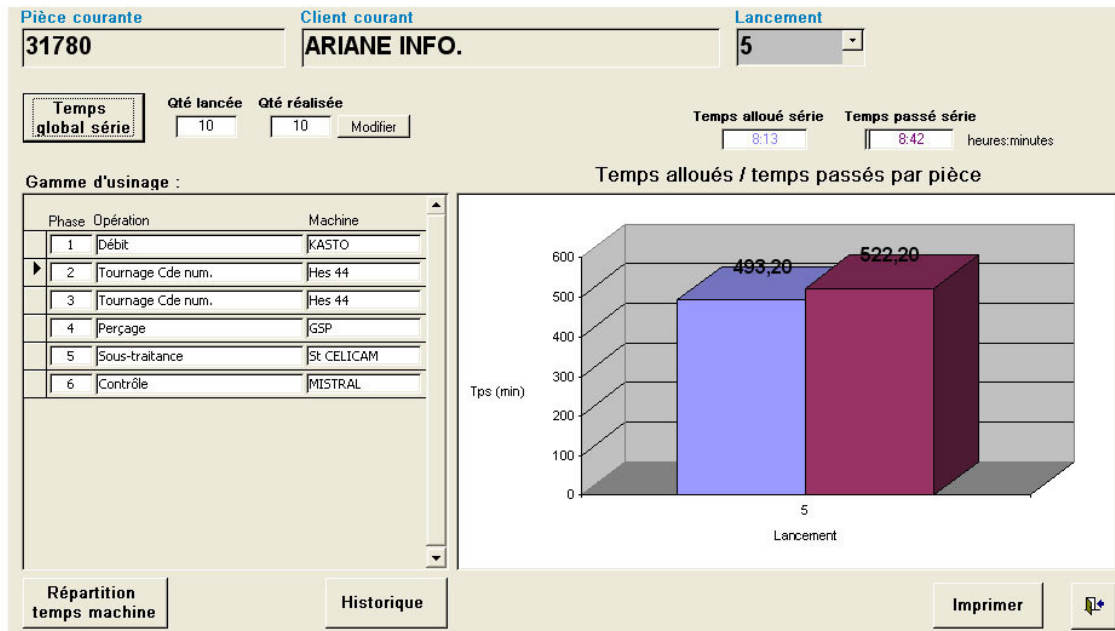 Pièce courante Client courant Lancement
31780 ARIANE INFO. 5
Temps global série
Qté lancée Qté réalisée
10 10 Modifier
Temps alloué série Temps passé série
8:13 8:42 heures:minutes
Gamme d'usinage :
Phase Opération Machine
1 Débit KASTO
2 Tournage Cde num. Hes 44
3 Tournage Cde num. Hes 44
4 Perçage GSP
5 Sous-traitance St CELICAM
6 Contrôle MISTRAL
Temps alloués / temps passés par pièce
493,20 522,20
600
500
400
300
200
100
0
Tps (min)
5
Lancement
Répartition
temps machine
Historique
Imprimer